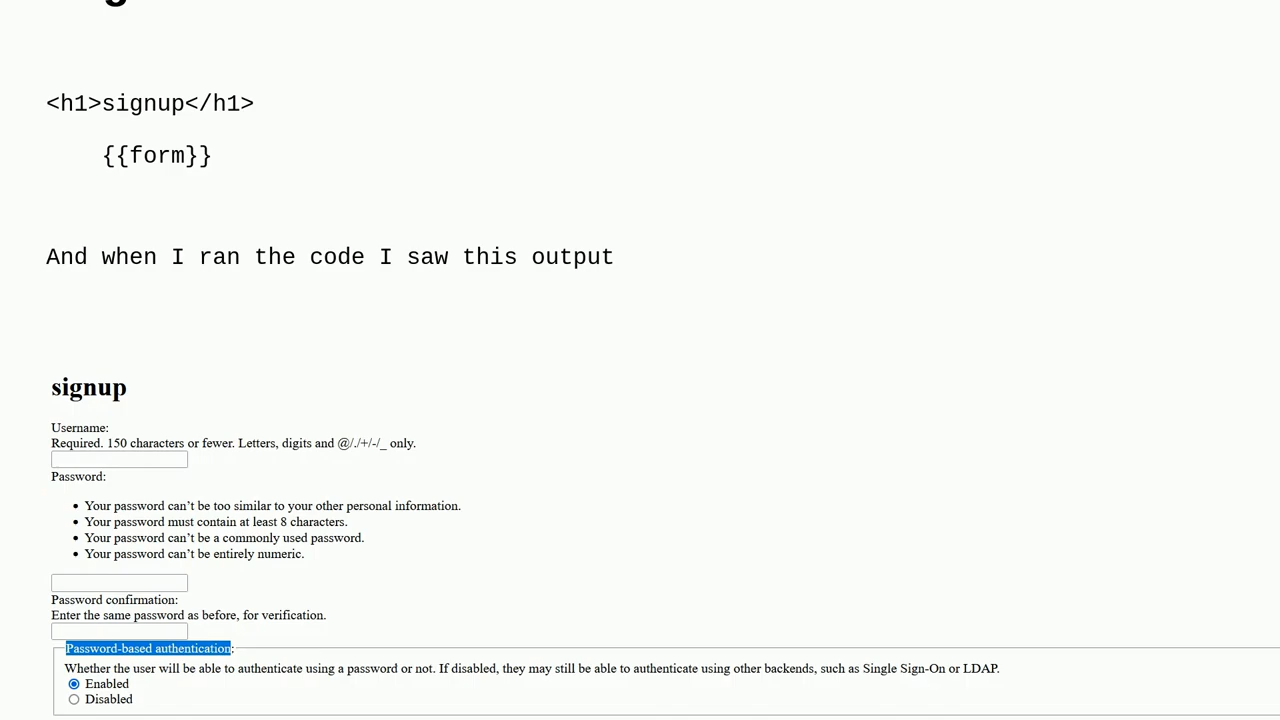 <h1>signup</h1>
{{form}}
And when I ran the code I saw this output
signup
Username:
Required. 150 characters or fewer. Letters, digits and @/./+/-/_ only.
Password:
• Your password can’t be too similar to your other personal information.
• Your password must contain at least 8 characters.
• Your password can’t be a commonly used password.
• Your password can’t be entirely numeric.
Password confirmation:
Enter the same password as before, for verification.
Password-based authentication:
Whether the user will be able to authenticate using a password or not. If disabled, they may still be able to authenticate using other backends, such as Single Sign-On or LDAP.
Enabled
Disabled